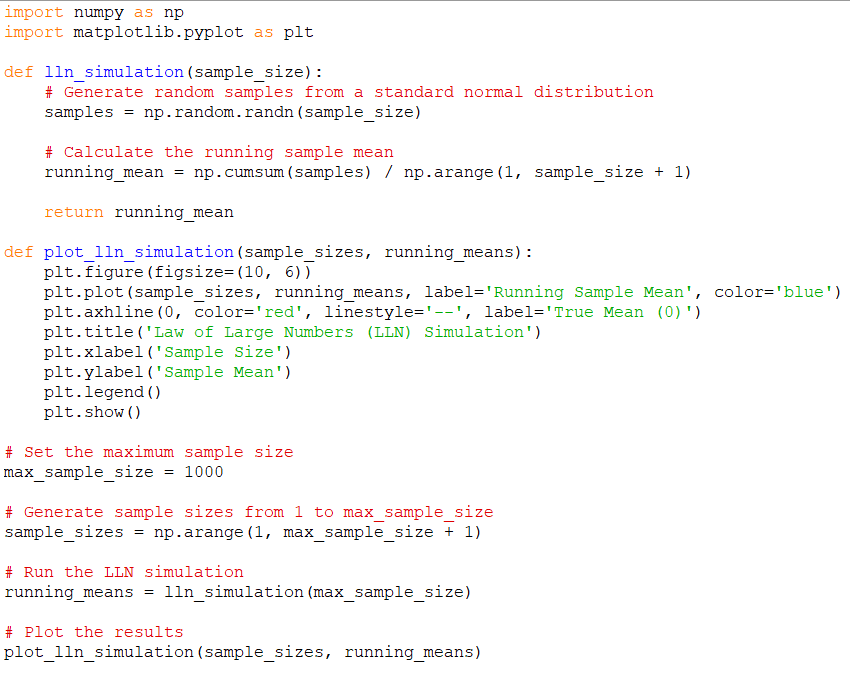 import numpy as np
import matplotlib.pyplot as plt

def lln_simulation(sample_size):
    # Generate random samples from a standard normal distribution
    samples = np.random.randn(sample_size)

    # Calculate the running sample mean
    running_mean = np.cumsum(samples) / np.arange(1, sample_size + 1)

    return running_mean

def plot_lln_simulation(sample_sizes, running_means):
    plt.figure(figsize=(10, 6))
    plt.plot(sample_sizes, running_means, label='Running Sample Mean', color='blue')
    plt.axhline(0, color='red', linestyle='--', label='True Mean (0)')
    plt.title('Law of Large Numbers (LLN) Simulation')
    plt.xlabel('Sample Size')
    plt.ylabel('Sample Mean')
    plt.legend()
    plt.show()

# Set the maximum sample size
max_sample_size = 1000

# Generate sample sizes from 1 to max_sample_size
sample_sizes = np.arange(1, max_sample_size + 1)

# Run the LLN simulation
running_means = lln_simulation(max_sample_size)

# Plot the results
plot_lln_simulation(sample_sizes, running_means)